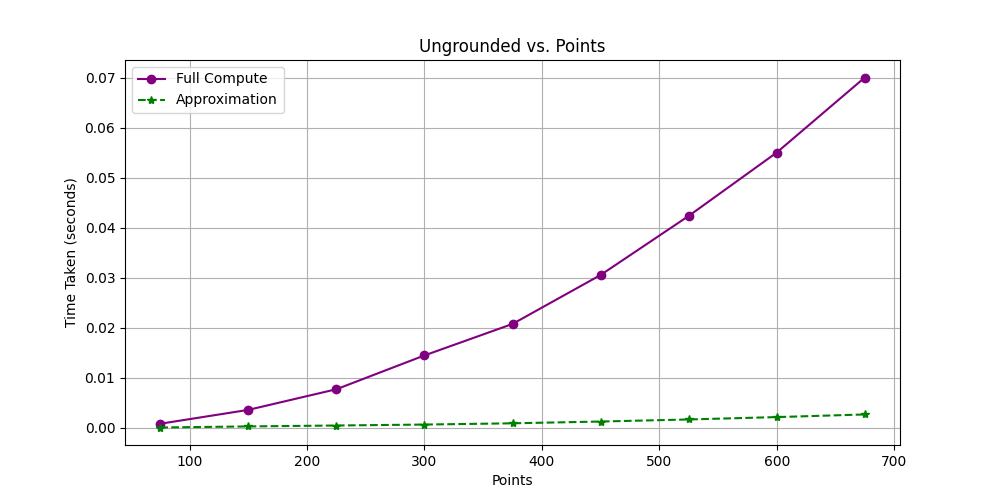 Ungrounded vs. Points
Full Compute
Approximation
Time Taken (seconds)
0.07
0.06
0.05
0.04
0.03
0.02
0.01
0.00
100 200 300 400 500 600 700
Points